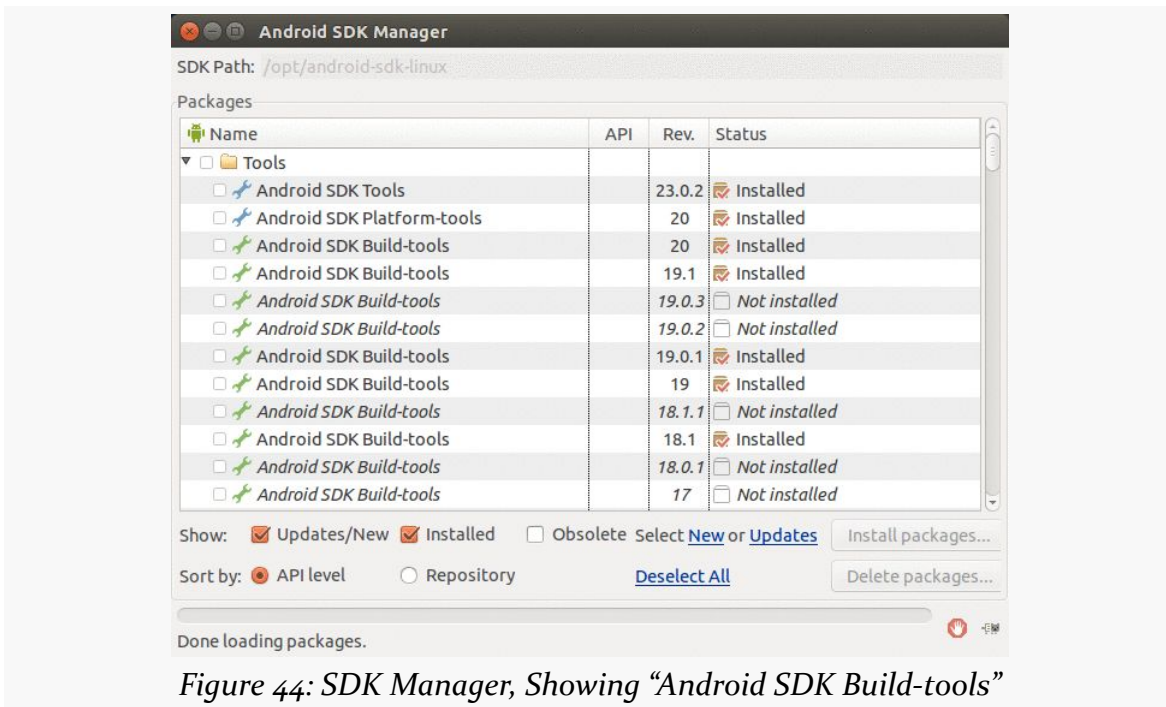 Android SDK Manager
SDK Path: /opt/android-sdk-linux
Packages
Name API Rev. Status
Tools
Android SDK Tools 23.0.2 Installed
Android SDK Platform-tools 20 Installed
Android SDK Build-tools 20 Installed
Android SDK Build-tools 19.1 Installed
Android SDK Build-tools 19.0.3 Not installed
Android SDK Build-tools 19.0.2 Not installed
Android SDK Build-tools 19.0.1 Installed
Android SDK Build-tools 19 Installed
Android SDK Build-tools 18.1.1 Not installed
Android SDK Build-tools 18.1 Installed
Android SDK Build-tools 18.0.1 Not installed
Android SDK Build-tools 17 Not installed
Show: Updates/New Installed Obsolete Select New or Updates Install packages...
Sort by: API level Repository Deselect All Delete packages...
Done loading packages.
Figure 44: SDK Manager, Showing “Android SDK Build-tools”